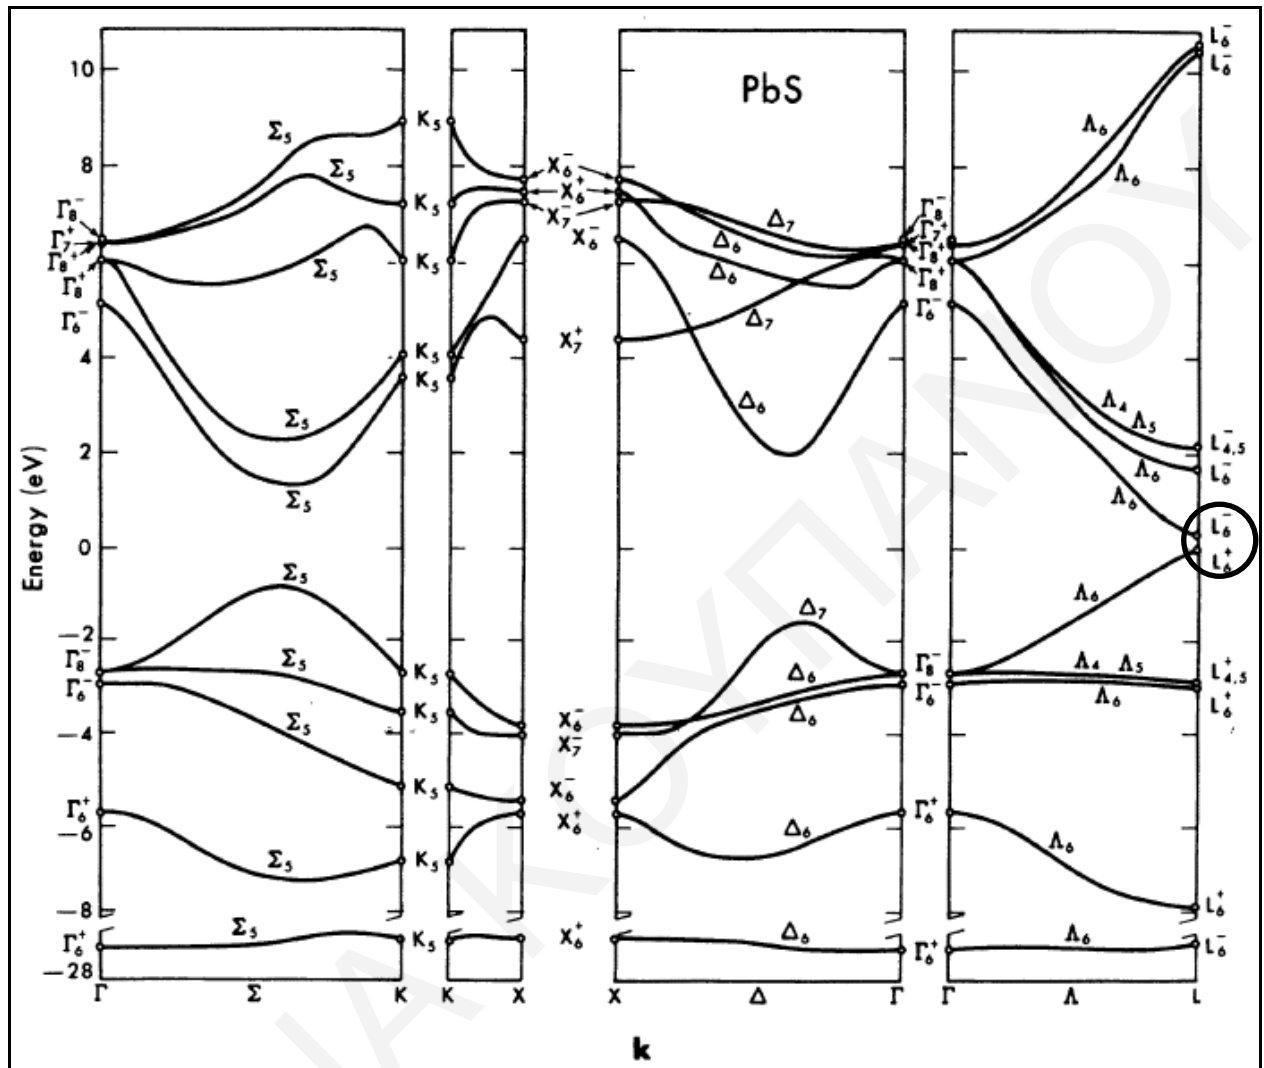 PbS
Energy (eV)
10
8
4
2
0
−2
−4
−6
−8
−28
Γ₈⁻
Γ₇⁺
Γ₈⁺
Γ₈⁺
Γ₆⁻
Γ₈⁻
Γ₆⁻
Γ₆⁺
Γ₆⁺
Σ₅
Σ₅
Σ₅
Σ₅
Σ₅
Σ₅
Σ₅
Σ₅
Σ₅
Σ₅
K₅
K₅
K₅
K₅
K₅
K₅
K₅
K₅
K₅
K₅
X₆⁻
X₆⁺
X₇⁻
X₆⁻
X₇⁺
X₆⁻
X₇⁻
X₆⁻
X₆⁺
X₆⁺
Δ₇
Δ₆
Δ₆
Δ₇
Δ₆
Δ₇
Δ₆
Δ₆
Δ₆
Δ₆
Γ₈⁻
Γ₇⁺
Γ₈⁺
Γ₈⁺
Γ₆⁻
Γ₈⁻
Γ₆⁻
Γ₆⁺
Γ₆⁺
Λ₆
Λ₆
Λ₄ Λ₅
Λ₆
Λ₆
Λ₆
Λ₄ Λ₅
Λ₆
Λ₆
Λ₆
L₆⁻
L₆⁻
L₄,₅⁻
L₆⁻
L₆⁻
L₆⁺
L₄,₅⁺
L₆⁺
L₆⁺
L₆⁻
Γ Σ K K X X Δ Γ Γ Λ L
k
ΙΑΚΟΥΠΑΝΟΥ